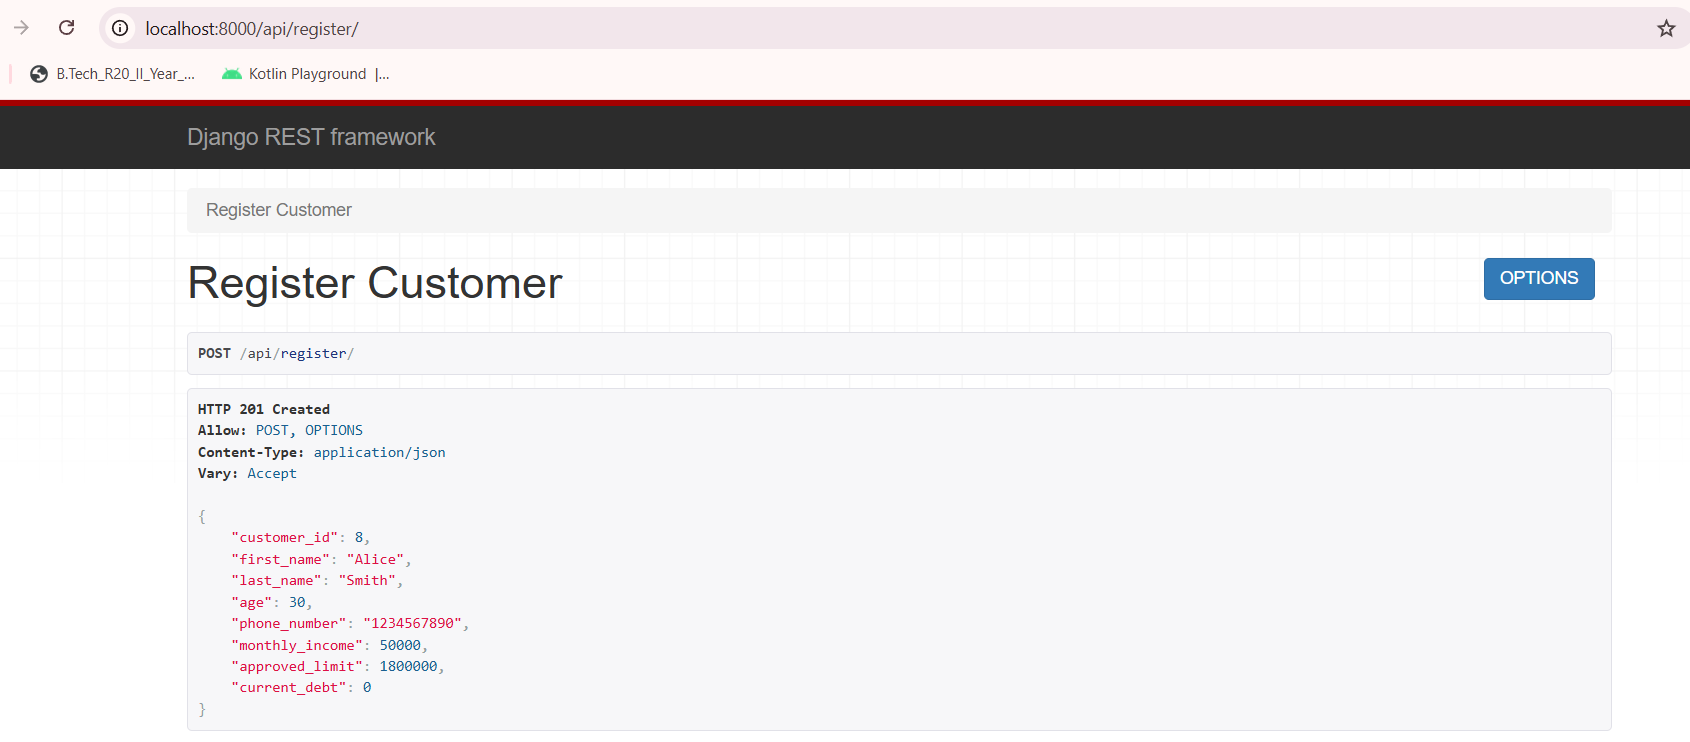 localhost:8000/api/register/
B.Tech_R20_II_Year_...
Kotlin Playground |...
Django REST framework
Register Customer
Register Customer
OPTIONS
POST /api/register/
HTTP 201 Created
Allow: POST, OPTIONS
Content-Type: application/json
Vary: Accept
{
    "customer_id": 8,
    "first_name": "Alice",
    "last_name": "Smith",
    "age": 30,
    "phone_number": "1234567890",
    "monthly_income": 50000,
    "approved_limit": 1800000,
    "current_debt": 0
}